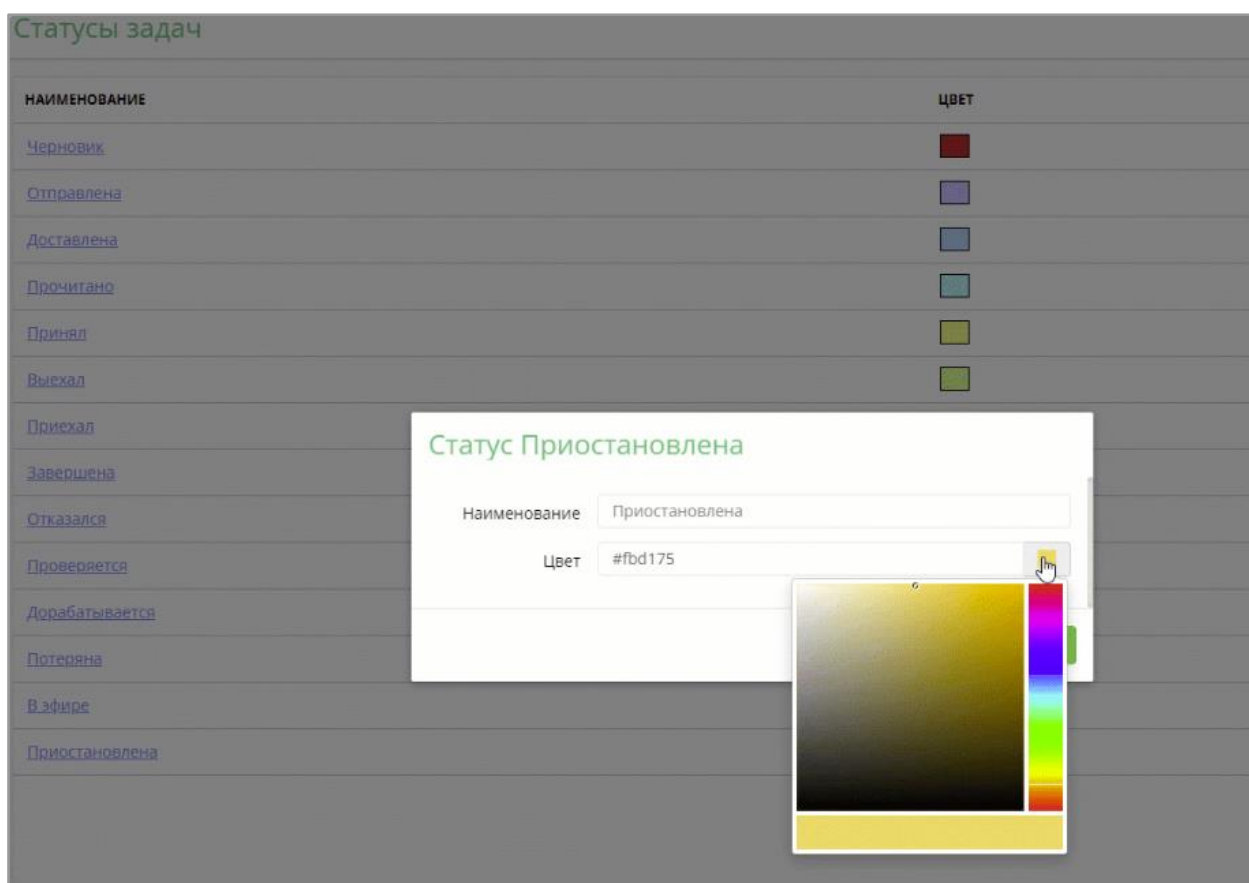 Статусы задач
НАИМЕНОВАНИЕ ЦВЕТ
Черновик
Отправлена
Доставлена
Прочитано
Принял
Выехал
Приехал
Завершена
Отказался
Проверяется
Дорабатывается
Потеряна
В эфире
Приостановлена
Статус Приостановлена
Наименование Приостановлена
Цвет #fbd175